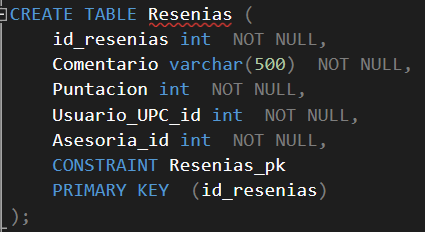 CREATE TABLE Resenias (
id_resenias int NOT NULL,
Comentario varchar(500) NOT NULL,
Puntacion int NOT NULL,
Usuario_UPC_id int NOT NULL,
Asesoria_id int NOT NULL,
CONSTRAINT Resenias_pk
PRIMARY KEY (id_resenias)
);